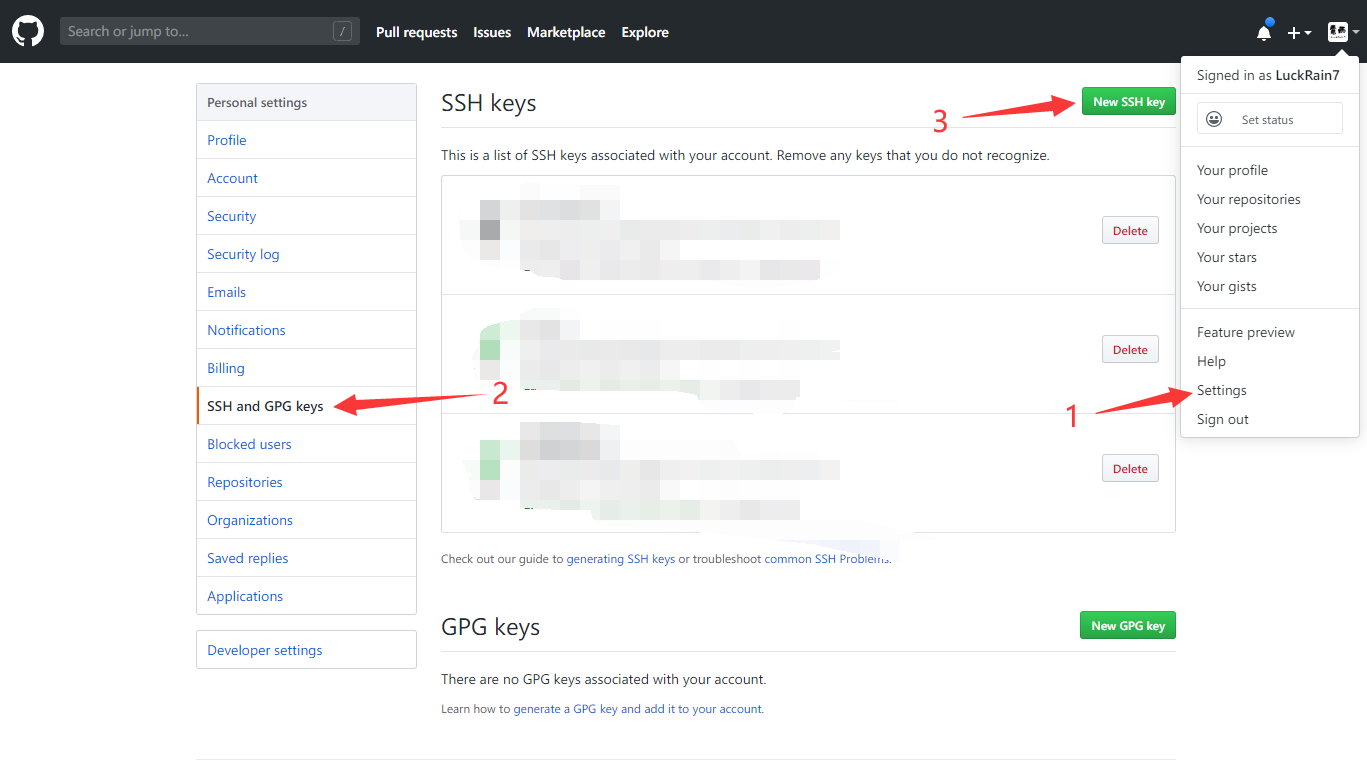 Search or jump to...
/
Pull requests
Issues
Marketplace
Explore
Signed in as LuckRain7
Set status
Your profile
Your repositories
Your projects
Your stars
Your gists
Feature preview
Help
1
Settings
Sign out
Personal settings
Profile
Account
Security
Security log
Emails
Notifications
Billing
SSH and GPG keys
2
Blocked users
Repositories
Organizations
Saved replies
Applications
Developer settings
SSH keys
3
New SSH key
This is a list of SSH keys associated with your account. Remove any keys that you do not recognize.
Delete
Delete
Delete
Check out our guide to generating SSH keys or troubleshoot common SSH Problems.
GPG keys
New GPG key
There are no GPG keys associated with your account.
Learn how to generate a GPG key and add it to your account.